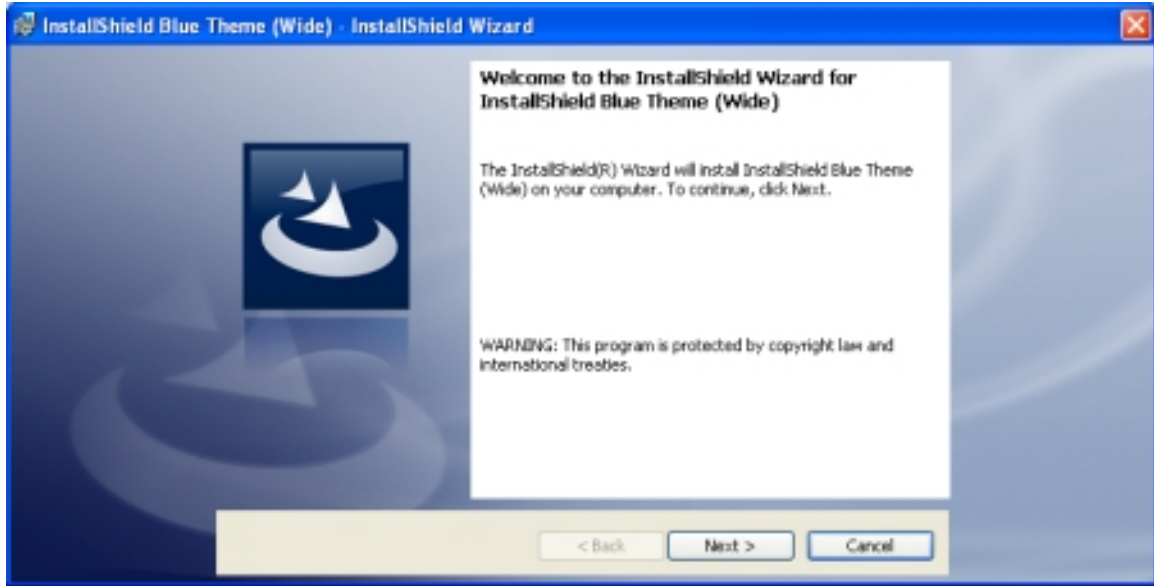 InstallShield Blue Theme (Wide) - InstallShield Wizard
Welcome to the InstallShield Wizard for
InstallShield Blue Theme (Wide)
The InstallShield(R) Wizard will install InstallShield Blue Theme
(Wide) on your computer. To continue, click Next.
WARNING: This program is protected by copyright law and
international treaties.
< Back
Next >
Cancel